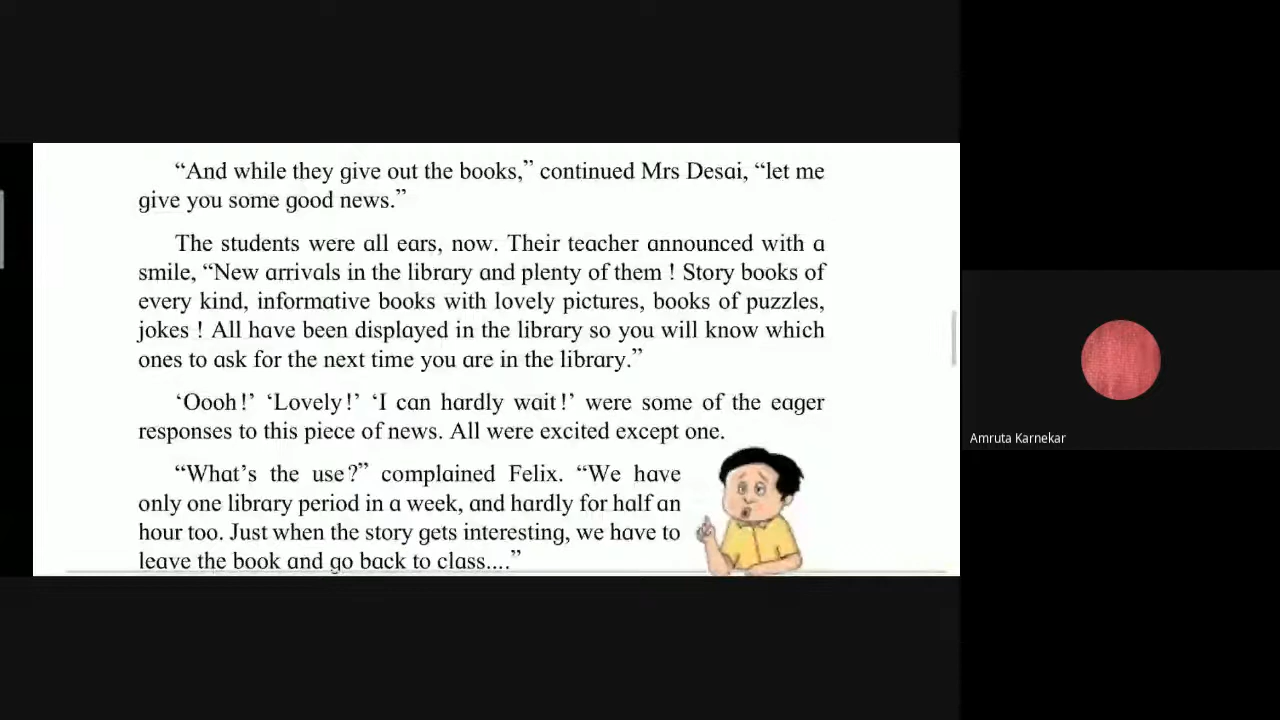 “And while they give out the books,” continued Mrs Desai, “let me
give you some good news.”
The students were all ears, now. Their teacher announced with a
smile, “New arrivals in the library and plenty of them ! Story books of
every kind, informative books with lovely pictures, books of puzzles,
jokes ! All have been displayed in the library so you will know which
ones to ask for the next time you are in the library.”
‘Oooh !’ ‘Lovely !’ ‘I can hardly wait !’ were some of the eager
responses to this piece of news. All were excited except one.
“What’s the use ?” complained Felix. “We have
only one library period in a week, and hardly for half an
hour too. Just when the story gets interesting, we have to
leave the book and go back to class....”
Amruta Karnekar